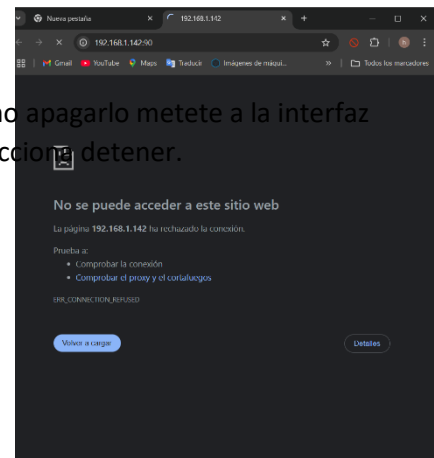 Nueva pestaña
192.168.1.142
192.168.1.142:90
Gmail YouTube Maps Traducir Imágenes de máqui... » Todos los marcadores
o apagarlo metete a la interfaz
cciona detener.
No se puede acceder a este sitio web
La página 192.168.1.142 ha rechazado la conexión.
Prueba a:
• Comprobar la conexión
• Comprobar el proxy y el cortafuegos
ERR_CONNECTION_REFUSED
Volver a cargar Detalles